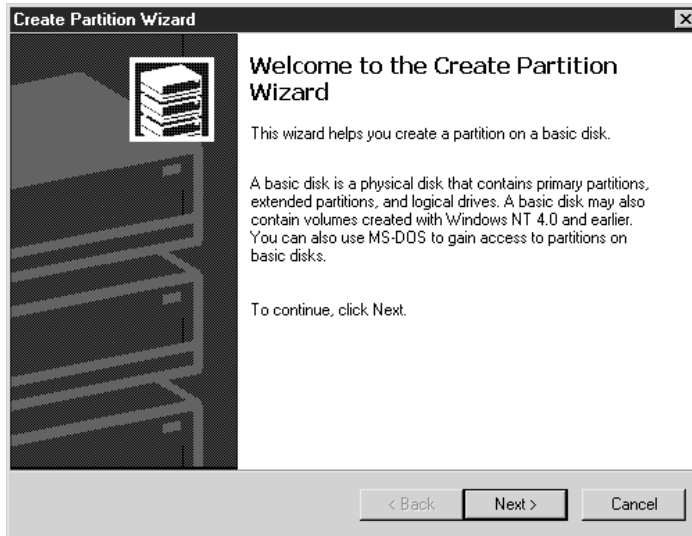 Create Partition Wizard
Welcome to the Create Partition
Wizard
This wizard helps you create a partition on a basic disk.
A basic disk is a physical disk that contains primary partitions,
extended partitions, and logical drives. A basic disk may also
contain volumes created with Windows NT 4.0 and earlier.
You can also use MS-DOS to gain access to partitions on
basic disks.
To continue, click Next.
< Back
Next >
Cancel